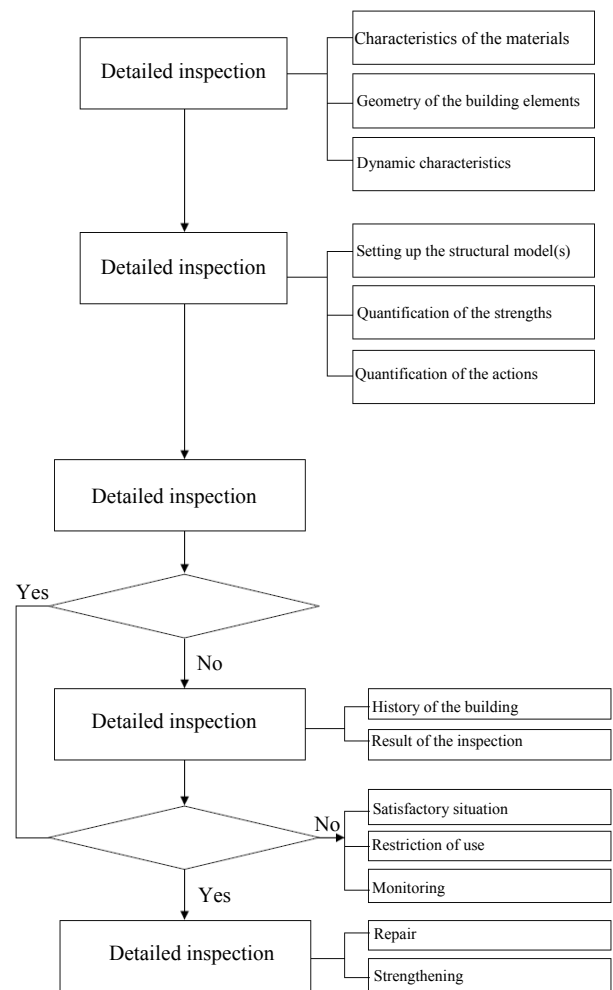 Detailed inspection
Characteristics of the materials
Geometry of the building elements
Dynamic characteristics
Detailed inspection
Setting up the structural model(s)
Quantification of the strengths
Quantification of the actions
Detailed inspection
Yes
No
Detailed inspection
History of the building
Result of the inspection
No
Satisfactory situation
Restriction of use
Monitoring
Yes
Detailed inspection
Repair
Strengthening